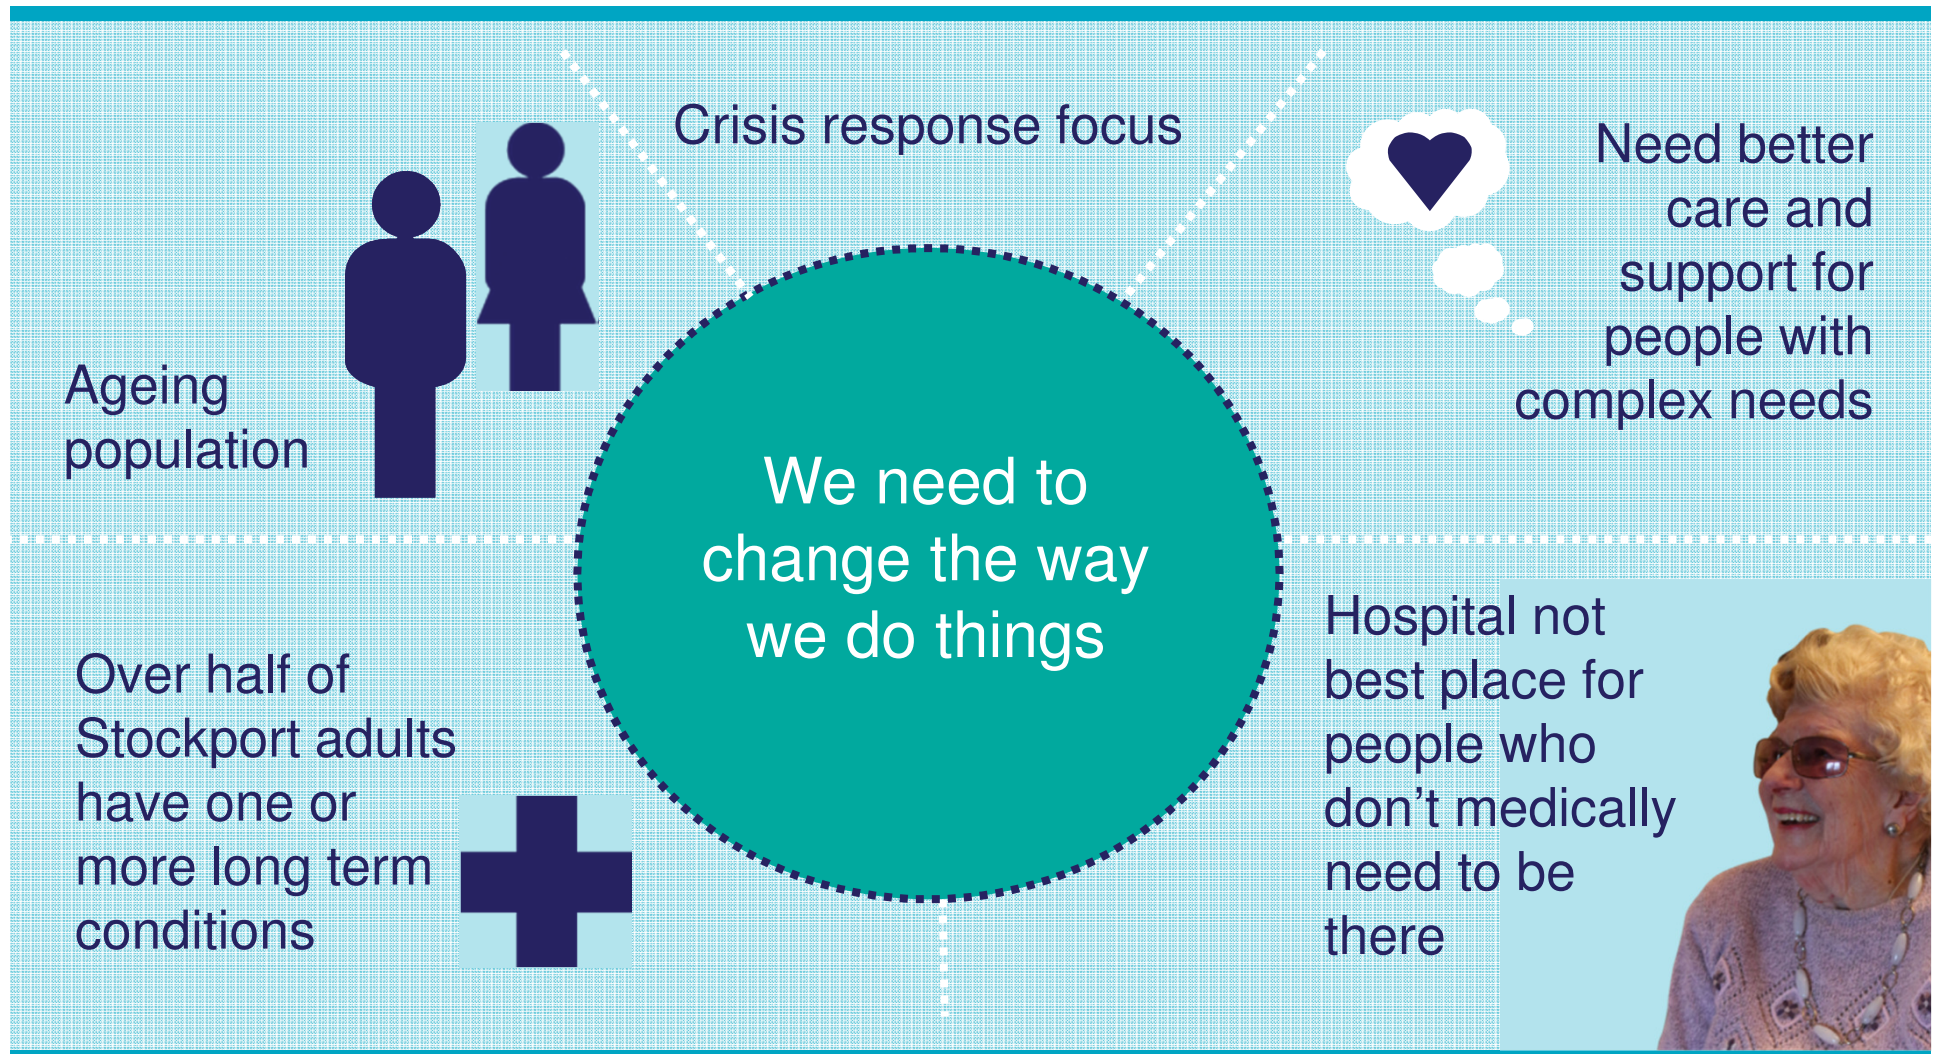 Crisis response focus
Ageing
population
Need better
care and
support for
people with
complex needs
We need to
change the way
we do things
Over half of
Stockport adults
have one or
more long term
conditions
Hospital not
best place for
people who
don’t medically
need to be
there